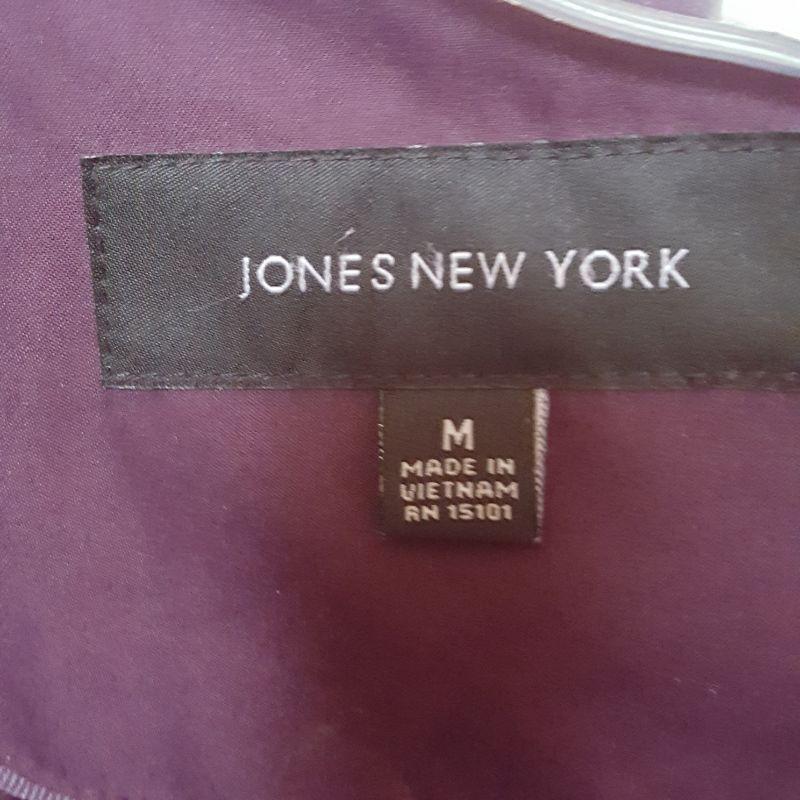 JONES NEW YORK
M
MADE IN
VIETNAM
RN 15101